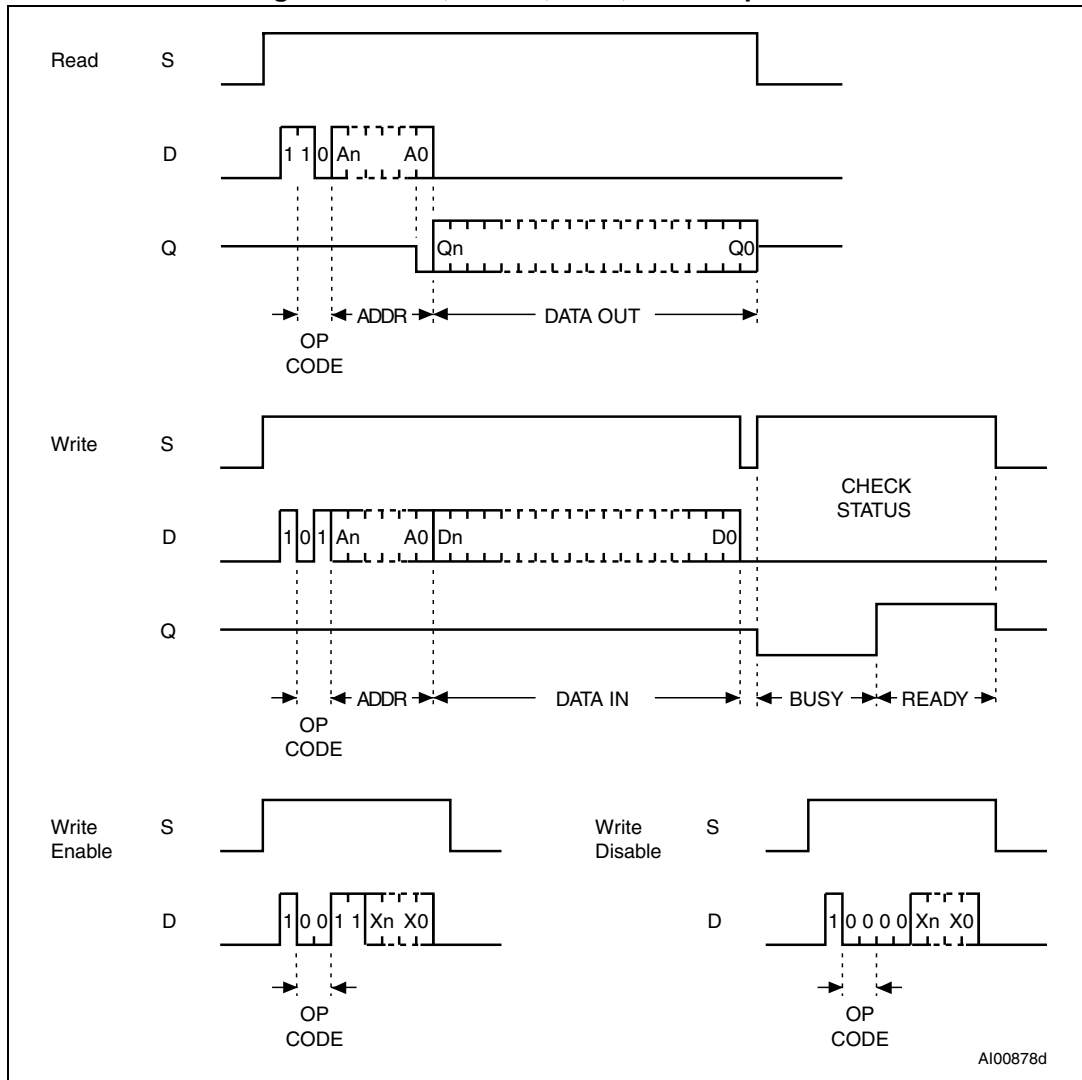 Read S
D 1 1 0 An A0
Q Qn Q0
ADDR DATA OUT
OP
CODE
Write S
CHECK
STATUS
D 1 0 1 An A0 Dn D0
Q
ADDR DATA IN BUSY READY
OP
CODE
Write S
Enable
D 1 0 0 1 1 Xn X0
OP
CODE
Write S
Disable
D 1 0 0 0 0 Xn X0
OP
CODE
AI00878d